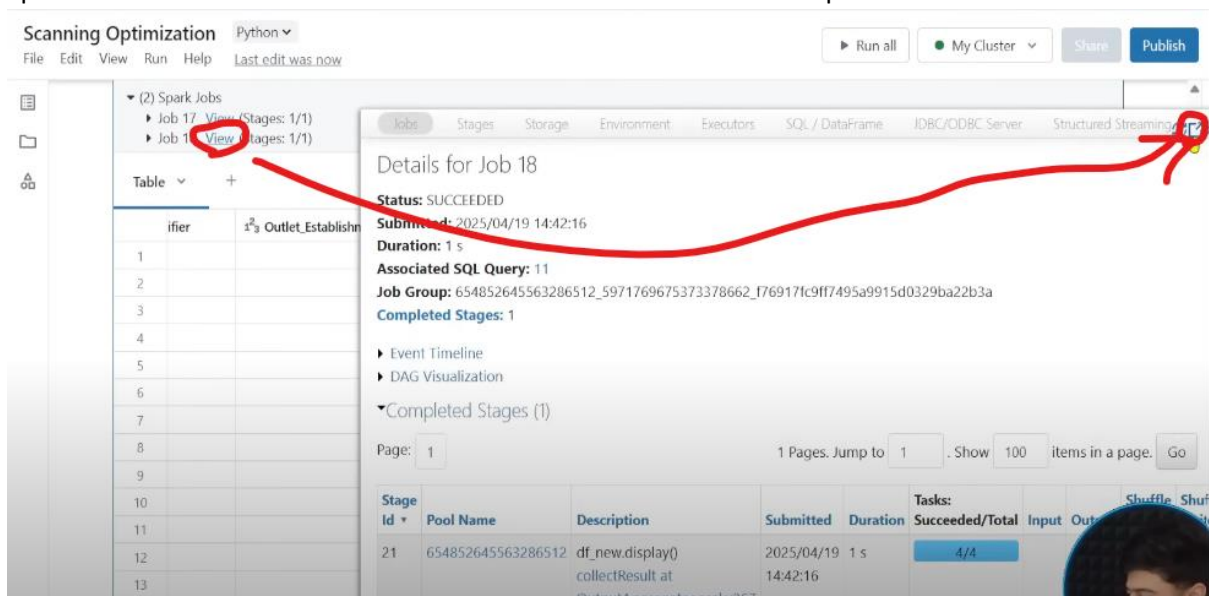 Scanning Optimization Python
Run all My Cluster Share Publish
File Edit View Run Help Last edit was now
(2) Spark Jobs
Job 17 View (Stages: 1/1)
Job 1 View (Stages: 1/1)
Jobs Stages Storage Environment Executors SQL / DataFrame JDBC/ODBC Server Structured Streaming
Table +
ifier 1²3 Outlet_Establishm
1
2
3
4
5
6
7
8
9
10
11
12
13
Details for Job 18
Status: SUCCEEDED
Submitted: 2025/04/19 14:42:16
Duration: 1 s
Associated SQL Query: 11
Job Group: 654852645563286512_5971769675373378662_f76917fc9ff7495a9915d0329ba22b3a
Completed Stages: 1
Event Timeline
DAG Visualization
Completed Stages (1)
Page: 1 1 Pages. Jump to 1 . Show 100 items in a page. Go
Stage Id Pool Name Description Submitted Duration Tasks: Succeeded/Total Input Shuffle
21 654852645563286512 df_new.display() 2025/04/19 1 s 4/4
collectResult at 14:42:16